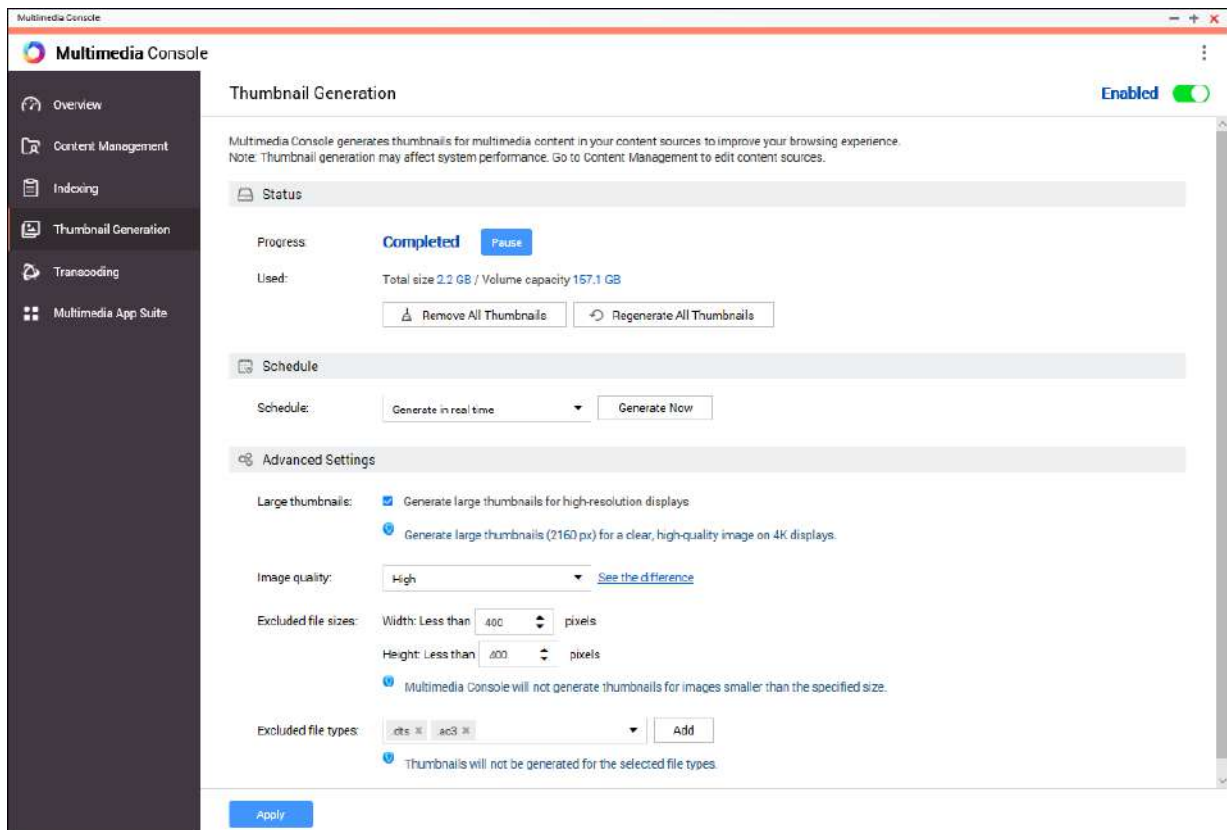 Multimedia Console
Multimedia Console
Overview
Content Management
Indexing
Thumbnail Generation
Transcoding
Multimedia App Suite
Thumbnail Generation
Enabled
Multimedia Console generates thumbnails for multimedia content in your content sources to improve your browsing experience.
Note: Thumbnail generation may affect system performance. Go to Content Management to edit content sources.
Status
Progress: Completed Pause
Used: Total size 2.2 GB / Volume capacity 157.1 GB
Remove All Thumbnails Regenerate All Thumbnails
Schedule
Schedule: Generate in real time Generate Now
Advanced Settings
Large thumbnails: Generate large thumbnails for high-resolution displays
Generate large thumbnails (2160 px) for a clear, high-quality image on 4K displays.
Image quality: High See the difference
Excluded file sizes: Width: Less than 400 pixels
Height: Less than 400 pixels
Multimedia Console will not generate thumbnails for images smaller than the specified size.
Excluded file types: .dts .ac3 Add
Thumbnails will not be generated for the selected file types.
Apply